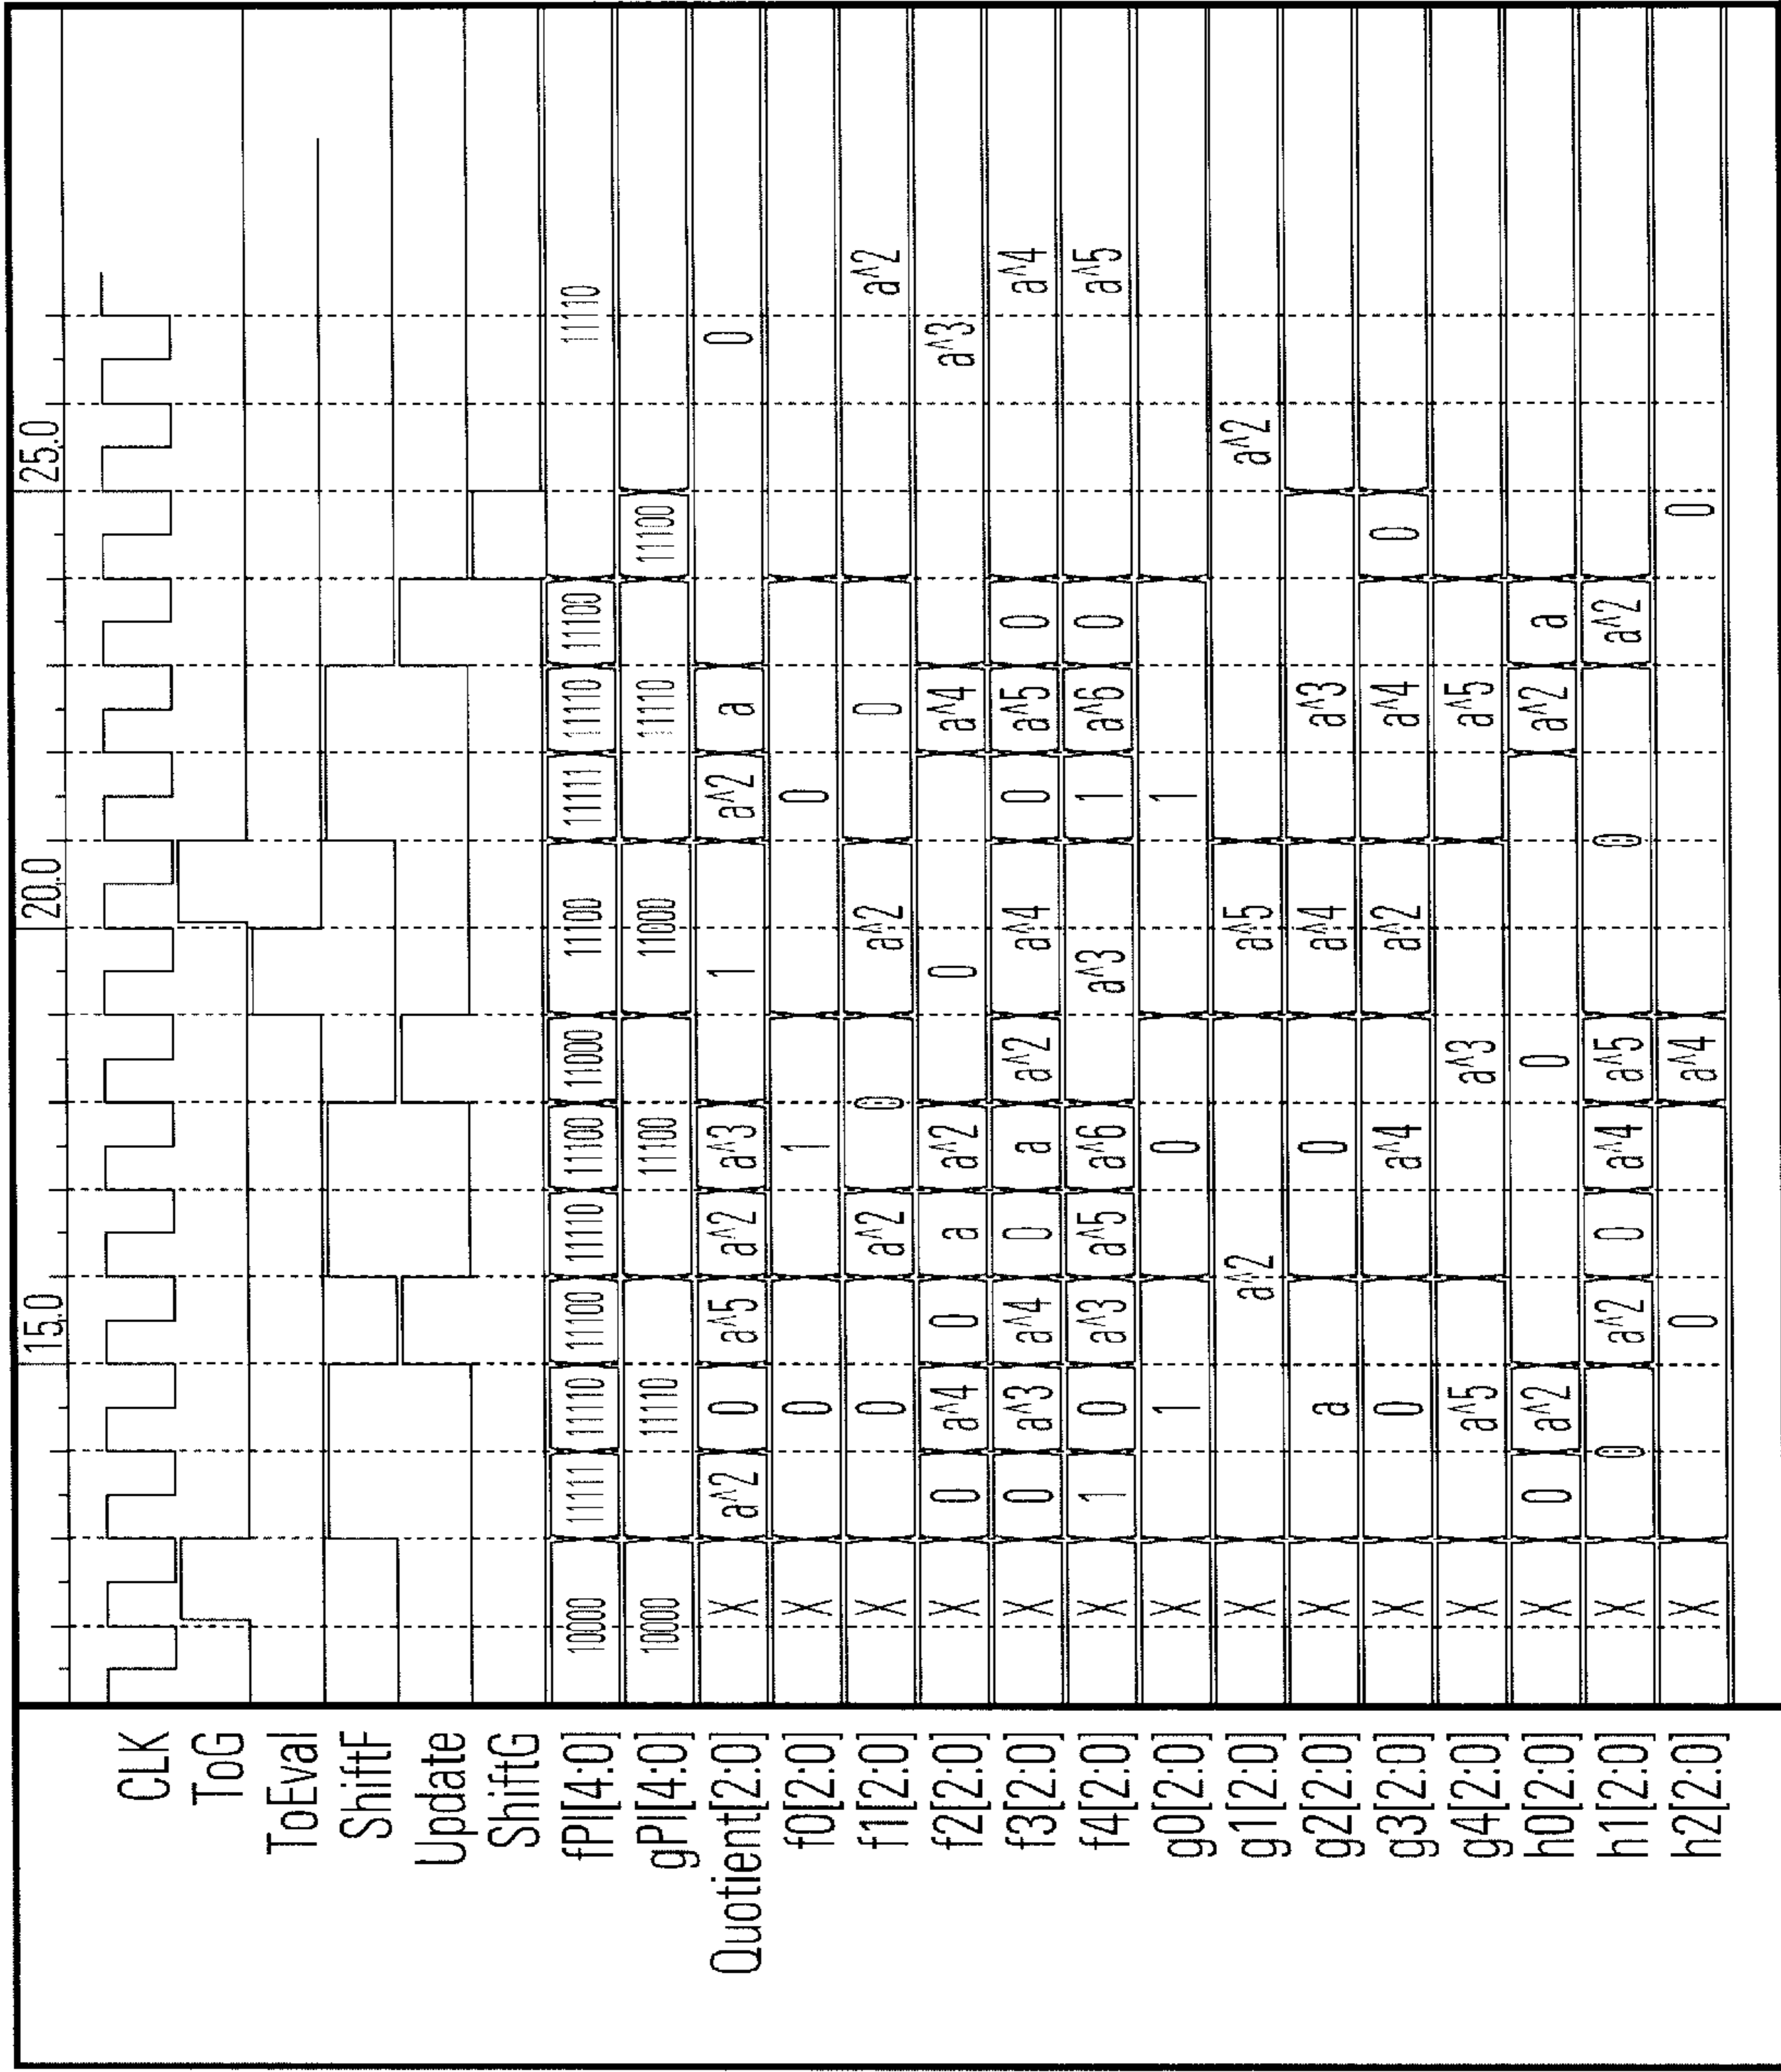 15.0 20.0 25.0
CLK
ToG
ToEval
ShiftF
Update
ShiftG
fPI[4:0] 10000 11111 11110 11100 11110 11100 11000 11100 11111 11110 11100 11110
gPI[4:0] 10000 11110 11100 11000 11110 11100
Quotient[2:0] X a^2 0 a^5 a^2 a^3 1 a^2 a 0
f0[2:0] X 0 1 0
f1[2:0] X 0 a^2 0 a^2 0 a^2
f2[2:0] X 0 a^4 0 a a^2 0 a^4 a^3
f3[2:0] X 0 a^3 a^4 0 a a^2 a^4 0 a^5 0 a^4
f4[2:0] X 1 0 a^3 a^5 a^6 a^3 1 a^6 0 a^5
g0[2:0] X 1 0 1
g1[2:0] X a^2 a^5 a^2
g2[2:0] X a 0 a^4 a^3
g3[2:0] X 0 a^4 a^2 a^4 0
g4[2:0] X a^5 a^3 a^5
h0[2:0] X 0 a^2 0 a^2 a
h1[2:0] X 0 a^2 0 a^4 a^5 0 a^2
h2[2:0] X 0 a^4 0